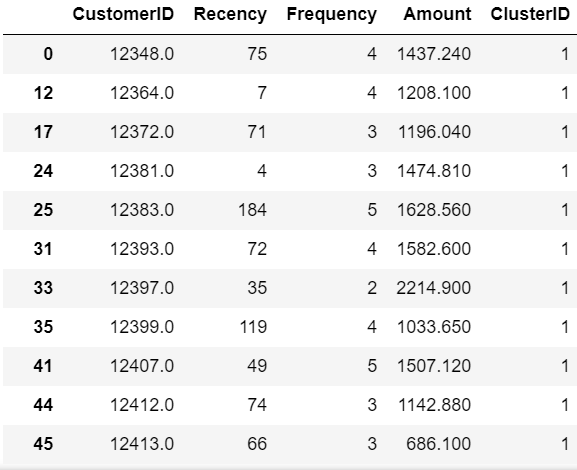 CustomerID Recency Frequency Amount ClusterID
0 12348.0 75 4 1437.240 1
12 12364.0 7 4 1208.100 1
17 12372.0 71 3 1196.040 1
24 12381.0 4 3 1474.810 1
25 12383.0 184 5 1628.560 1
31 12393.0 72 4 1582.600 1
33 12397.0 35 2 2214.900 1
35 12399.0 119 4 1033.650 1
41 12407.0 49 5 1507.120 1
44 12412.0 74 3 1142.880 1
45 12413.0 66 3 686.100 1